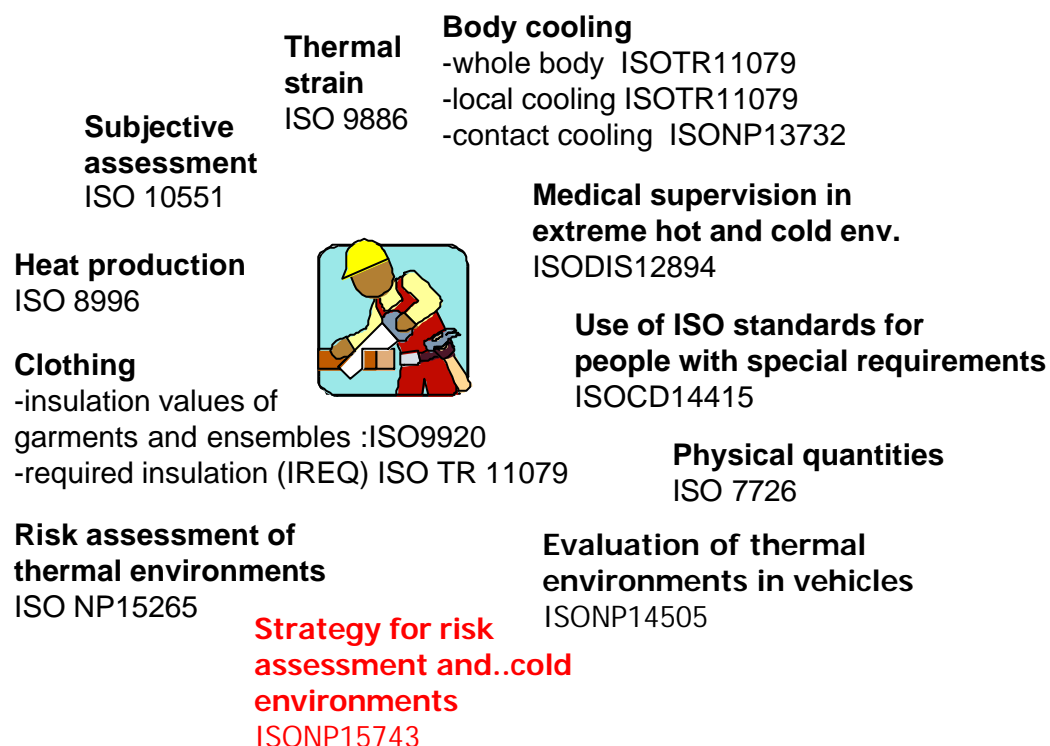 Body cooling
-whole body  ISOTR11079
-local cooling ISOTR11079
-contact cooling  ISONP13732
Thermal
strain
ISO 9886
Subjective
assessment
ISO 10551
Medical supervision in
extreme hot and cold env.
ISODIS12894
Heat production
ISO 8996
Use of ISO standards for
people with special requirements
ISOCD14415
Clothing
-insulation values of
garments and ensembles :ISO9920
-required insulation (IREQ) ISO TR 11079
Physical quantities
ISO 7726
Risk assessment of
thermal environments
ISO NP15265
Evaluation of thermal
environments in vehicles
ISONP14505
Strategy for risk
assessment and..cold
environments
ISONP15743